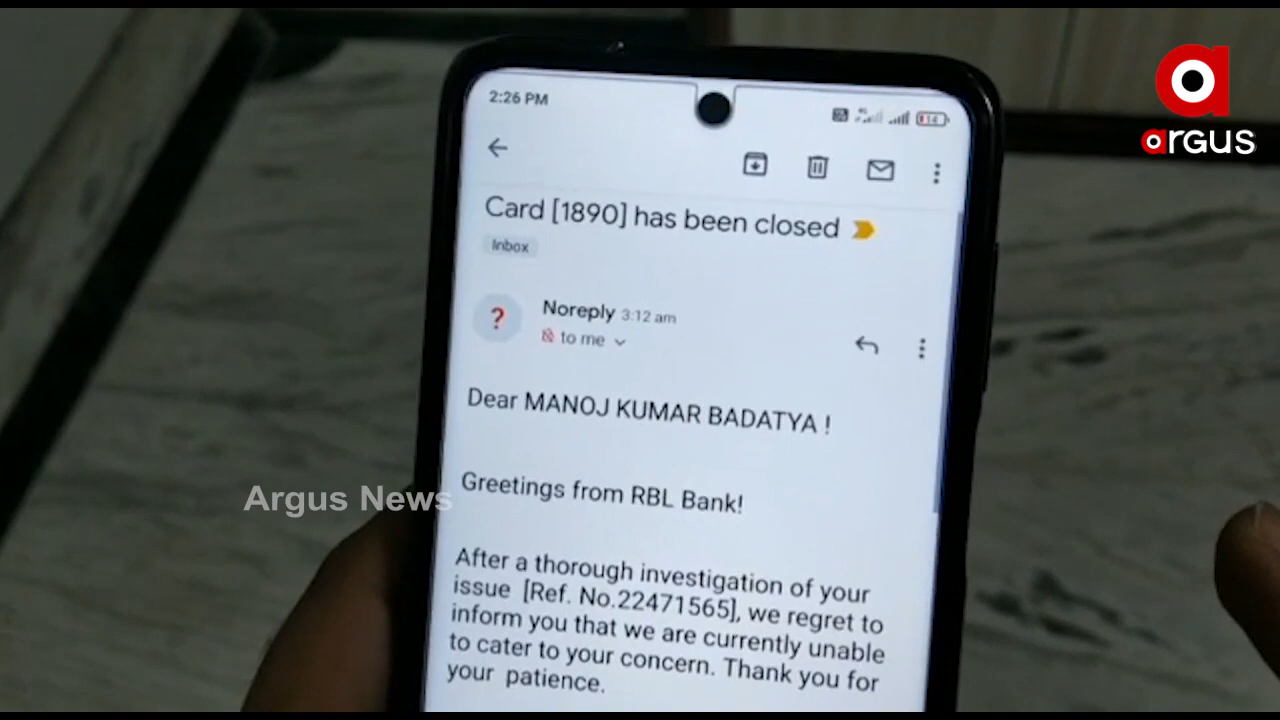 2:26 PM
14
Card [1890] has been closed
Inbox
?
Noreply 3:12 am
to me
Dear MANOJ KUMAR BADATYA !
Greetings from RBL Bank!
After a thorough investigation of your
issue [Ref. No.22471565], we regret to
inform you that we are currently unable
to cater to your concern. Thank you for
your patience.
Argus News
a
argus